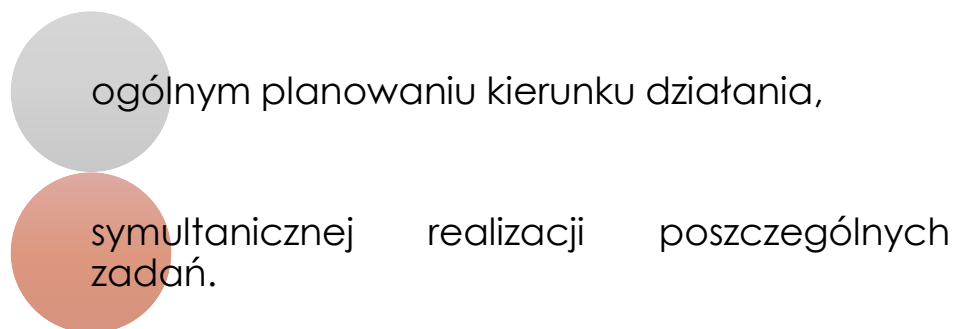 ogólnym planowaniu kierunku działania,
symultanicznej realizacji poszczególnych
zadań.